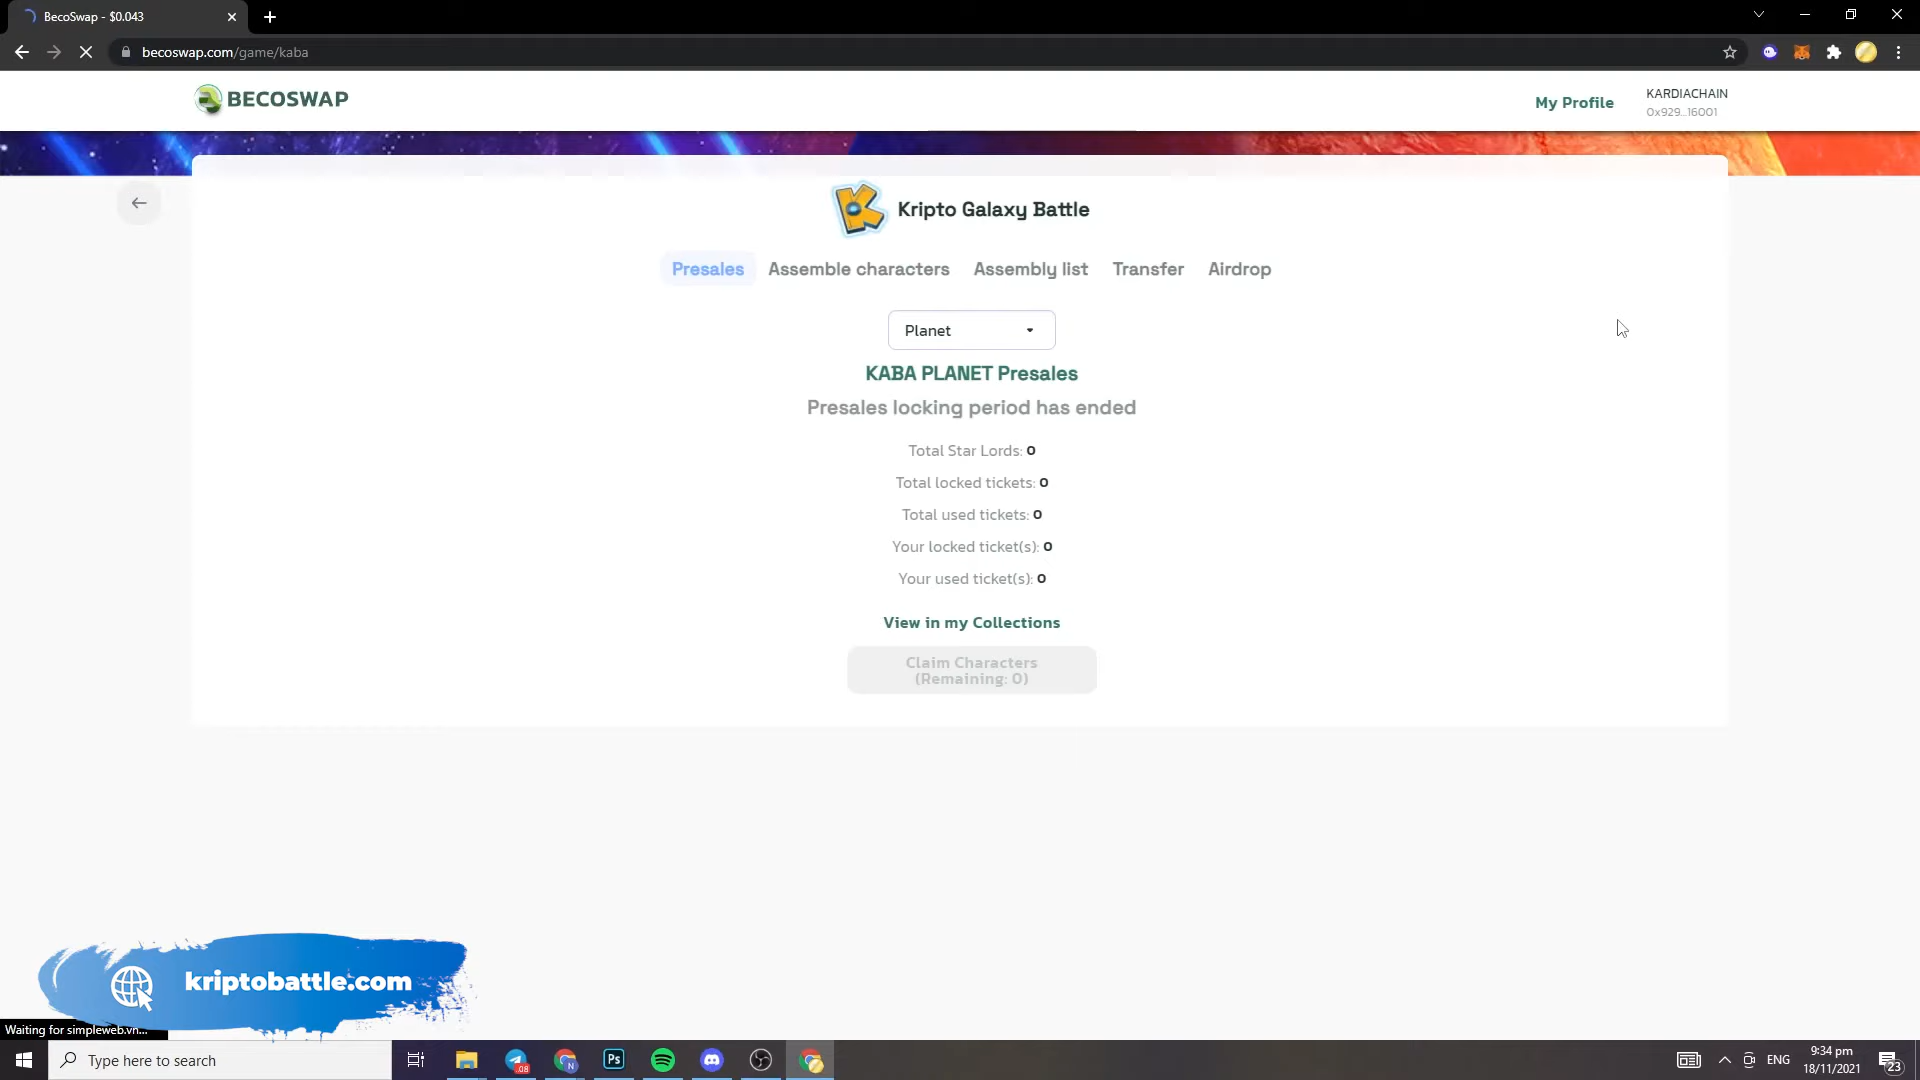 BecoSwap - $0.043
becoswap.com/game/kaba
BECOSWAP
My Profile
KARDIACHAIN
0x929...16001
Kripto Galaxy Battle
Presales
Assemble characters
Assembly list
Transfer
Airdrop
Planet
KABA PLANET Presales
Presales locking period has ended
Total Star Lords: 0
Total locked tickets: 0
Total used tickets: 0
Your locked ticket(s): 0
Your used ticket(s): 0
View in my Collections
Claim Characters
(Remaining: 0)
kriptobattle.com
Waiting for simpleweb.vn...
Type here to search
.08
N
Ps
ENG
9:34 pm
18/11/2021
23